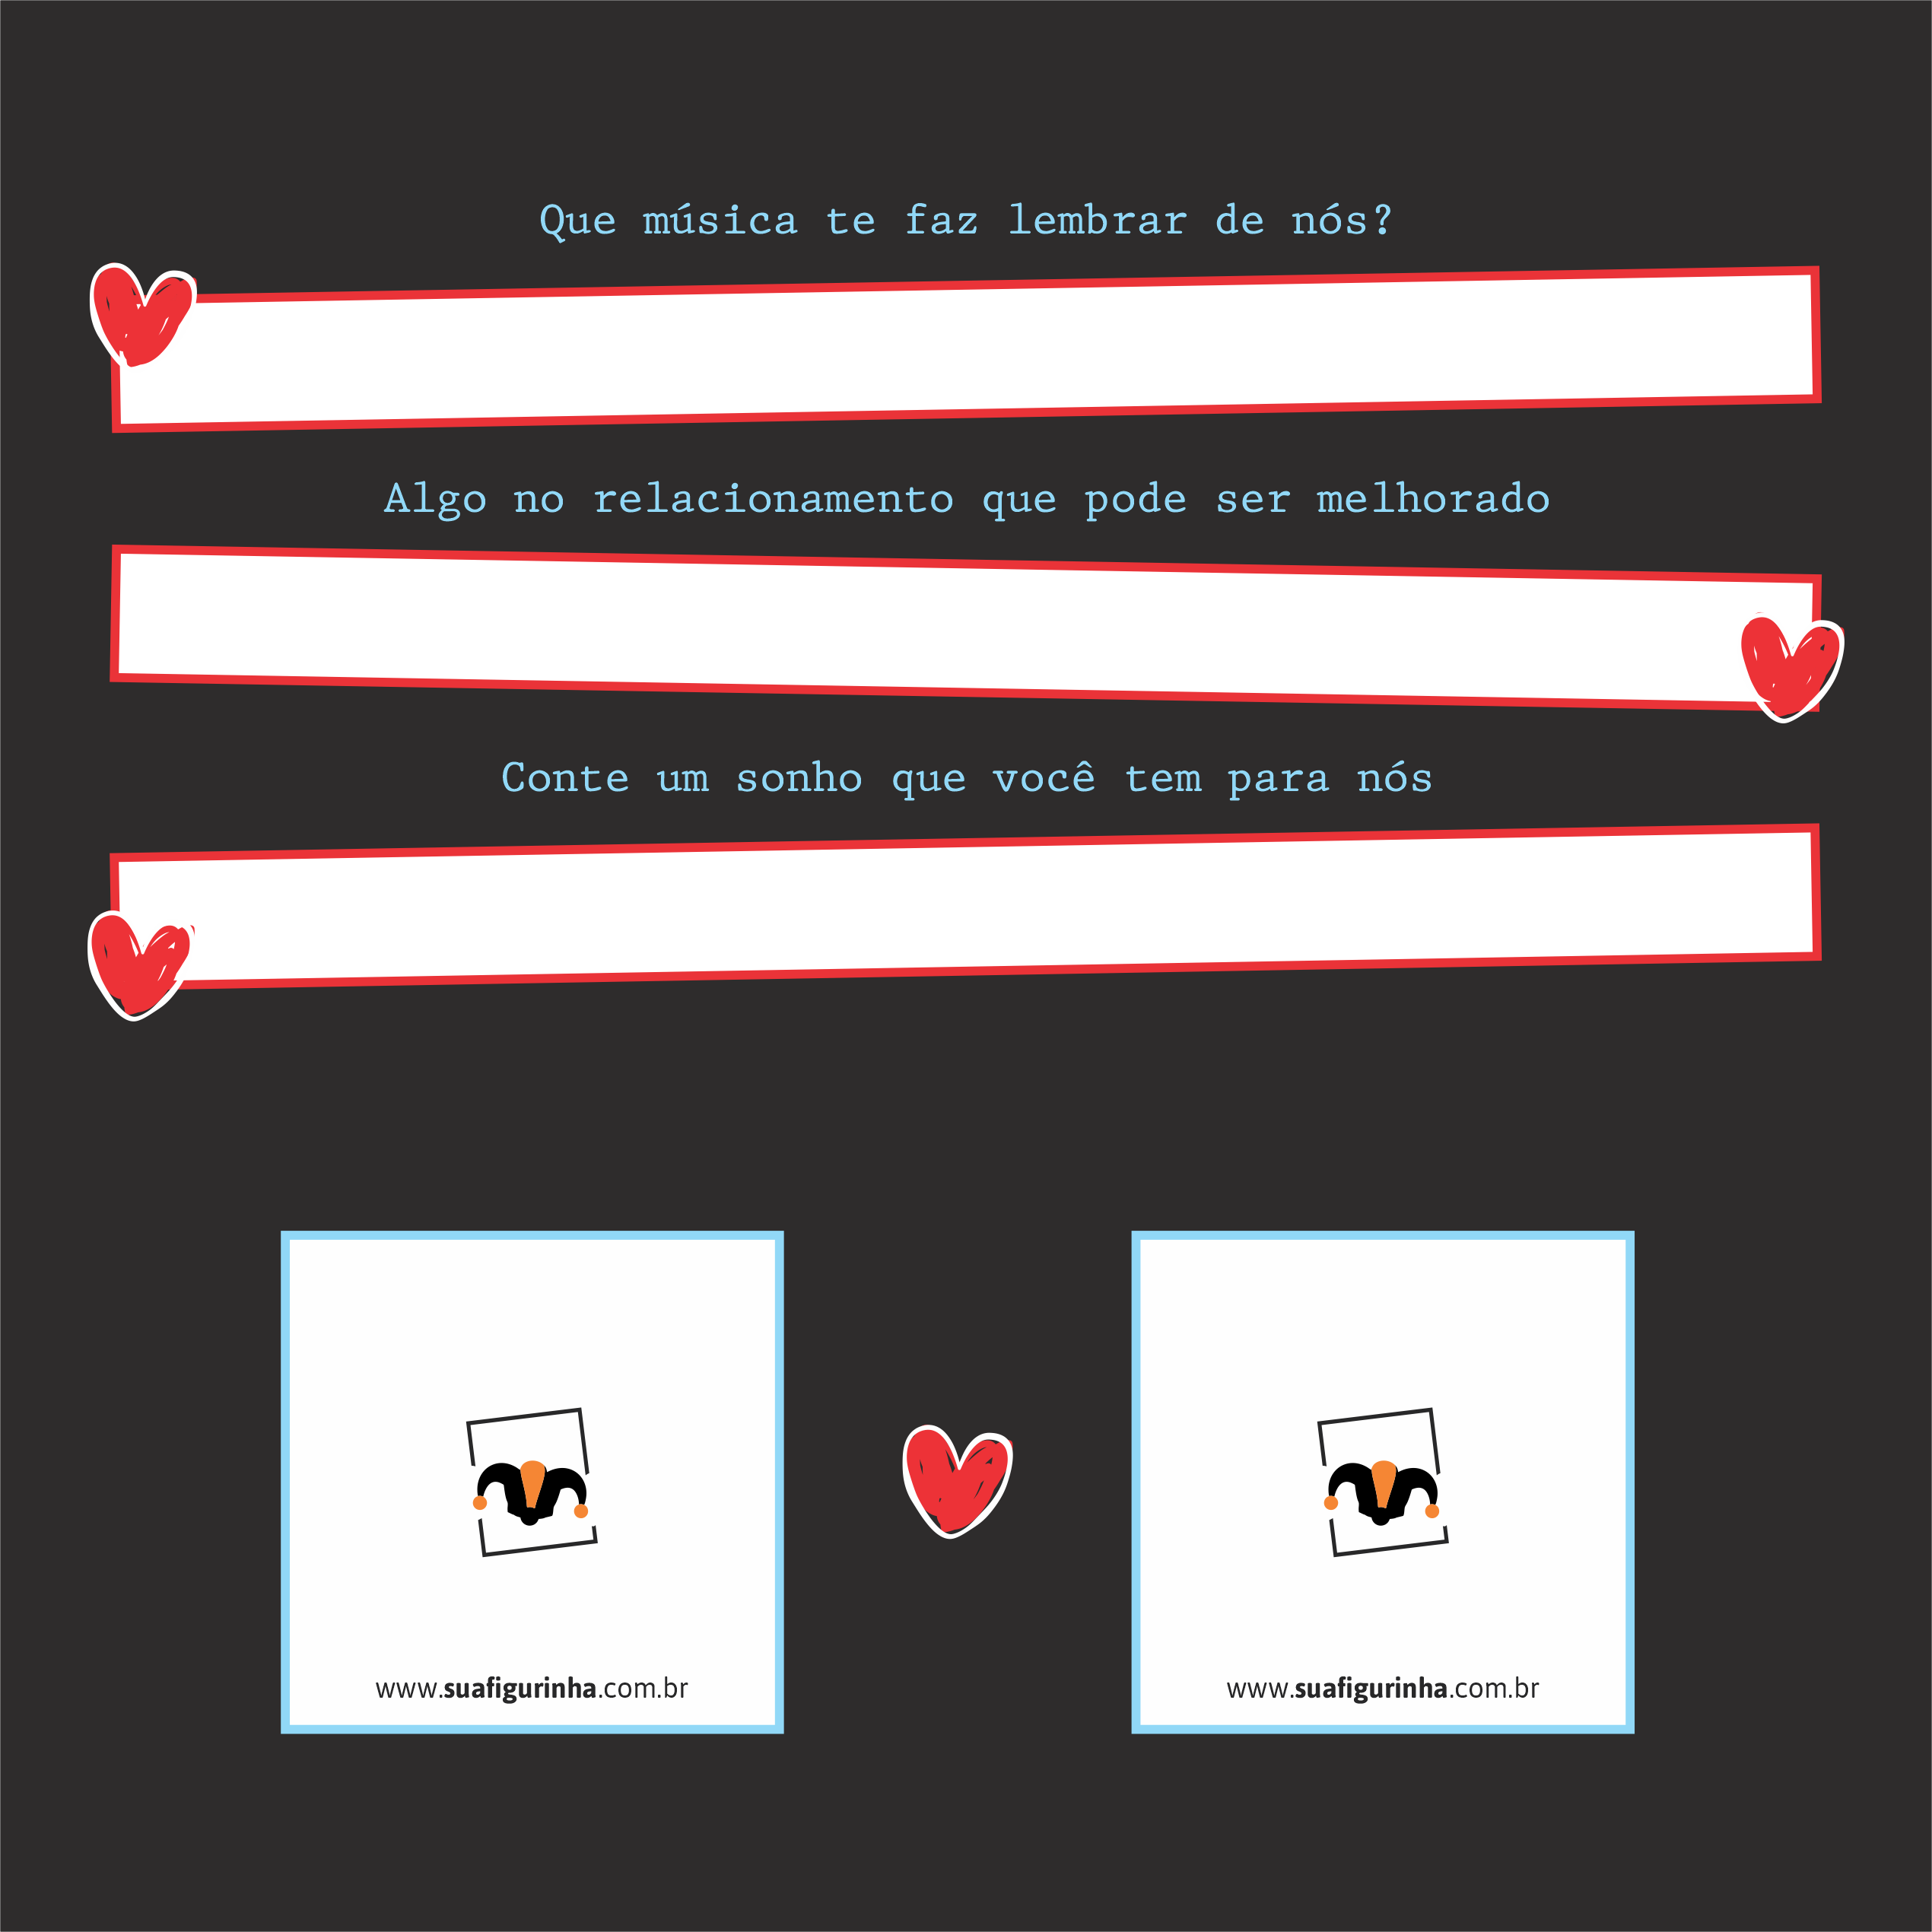 Que música te faz lembrar de nós?
Algo no relacionamento que pode ser melhorado
Conte um sonho que você tem para nós
www.suafigurinha.com.br
www.suafigurinha.com.br